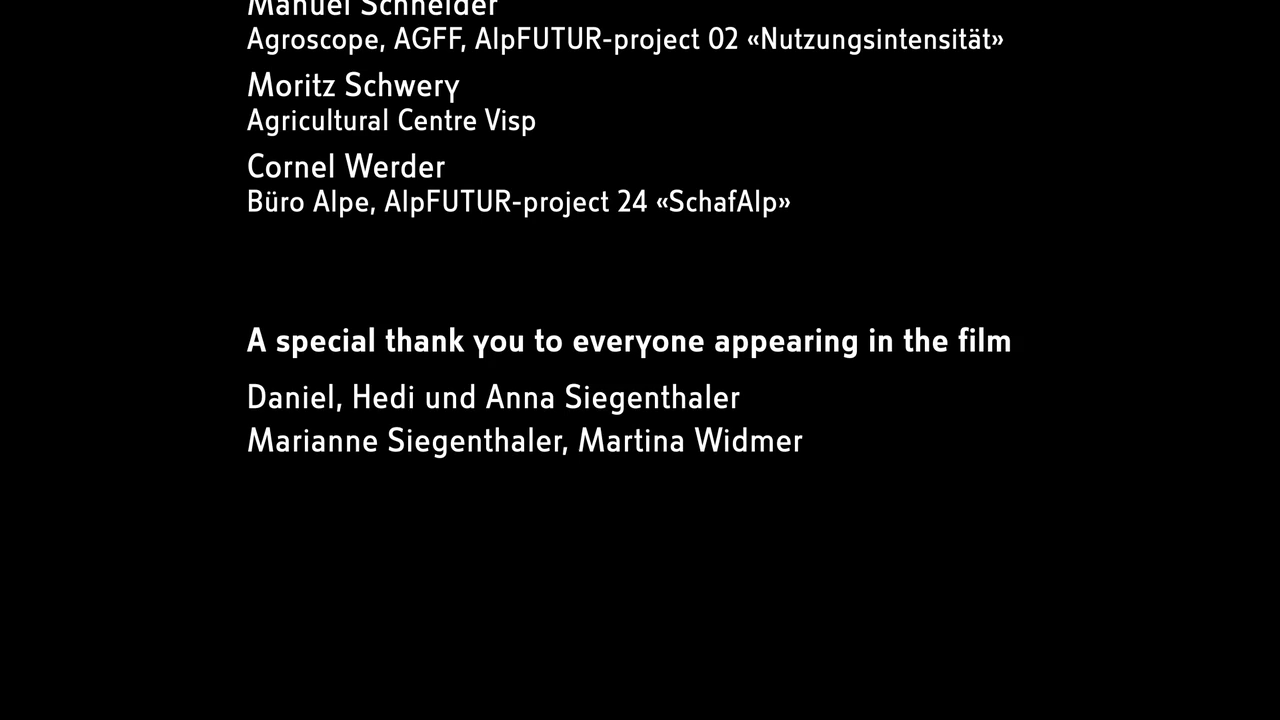 Manuel Schneider
Agroscope, AGFF, AlpFUTUR-project 02 «Nutzungsintensität»
Moritz Schwery
Agricultural Centre Visp
Cornel Werder
Büro Alpe, AlpFUTUR-project 24 «SchafAlp»
A special thank you to everyone appearing in the film
Daniel, Hedi und Anna Siegenthaler
Marianne Siegenthaler, Martina Widmer